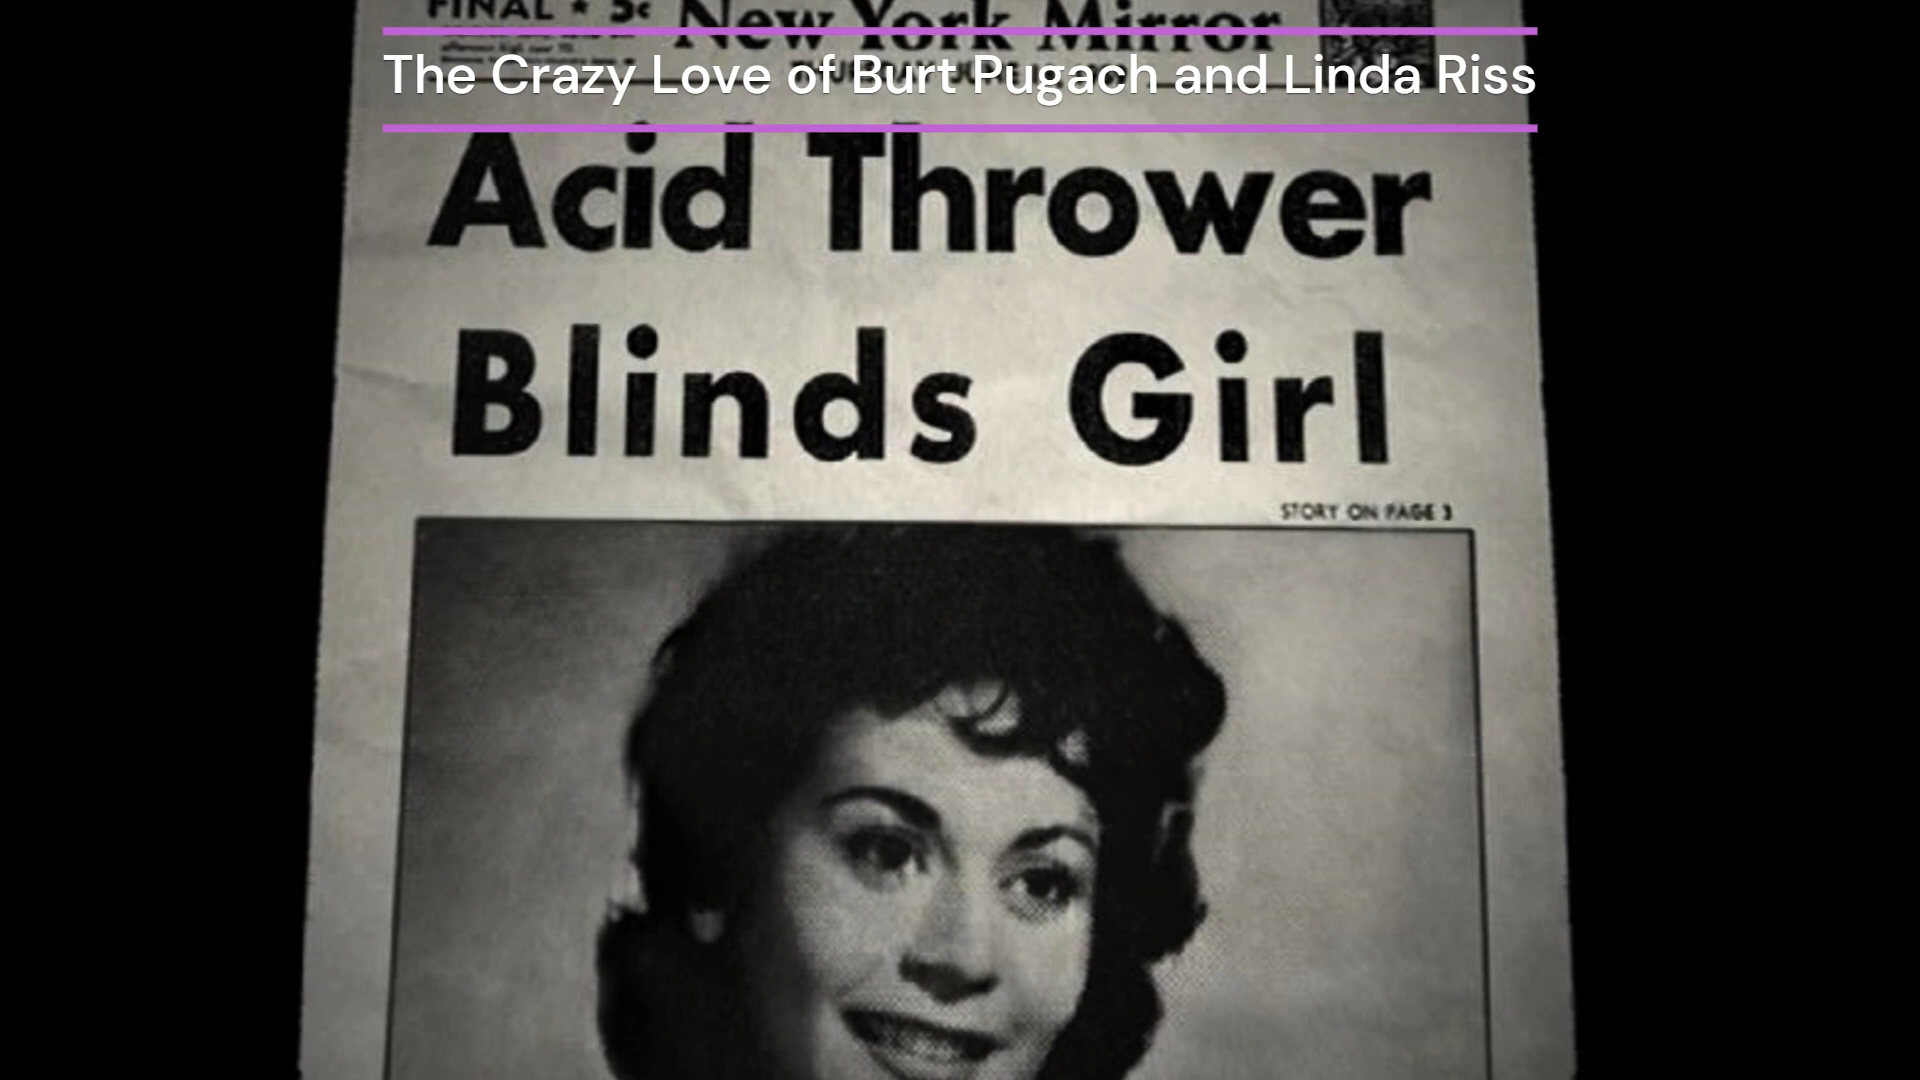 FINAL * 5¢ New York Mirror
The Crazy Love of Burt Pugach and Linda Riss
Acid Thrower
Blinds Girl
STORY ON PAGE 3